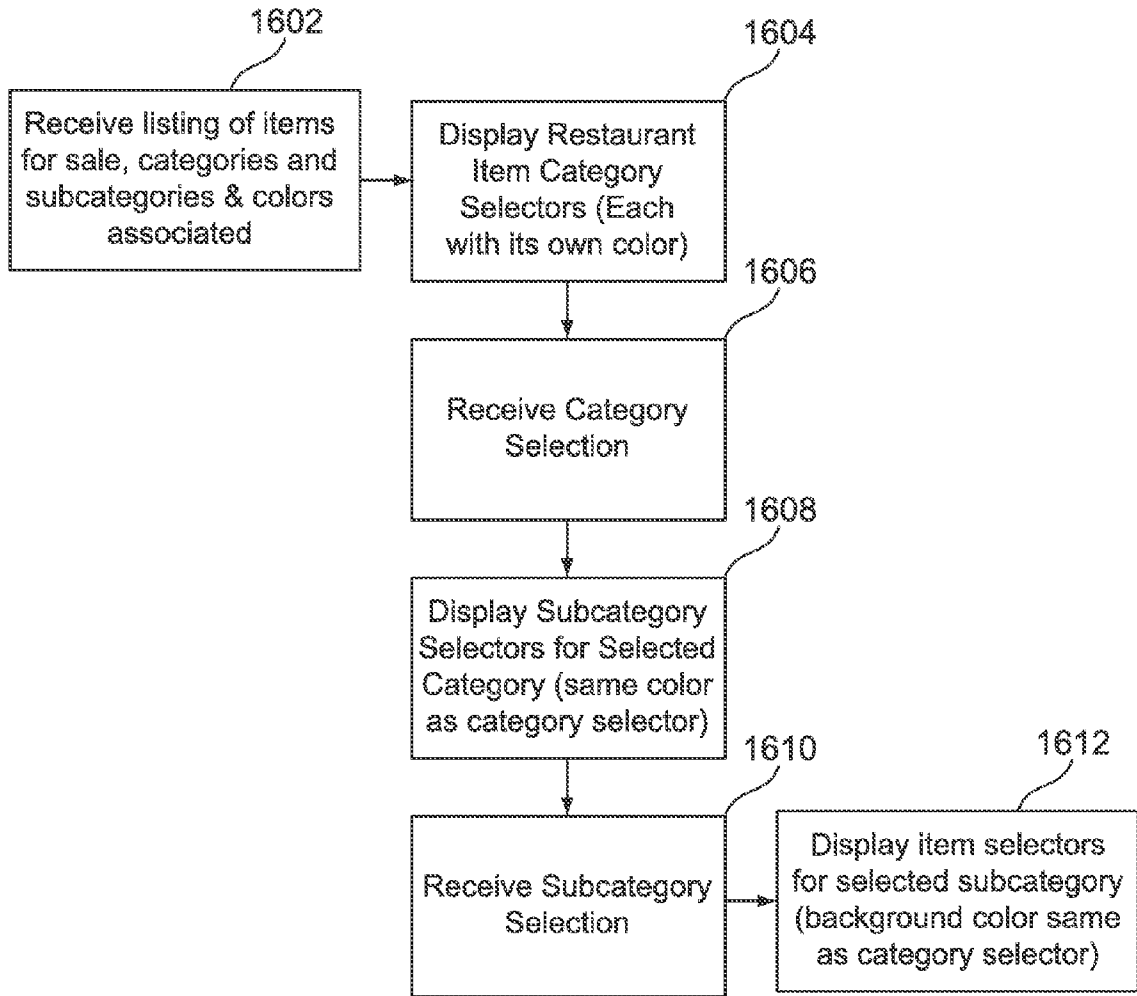 1602
Receive listing of items
for sale, categories and
subcategories & colors
associated
1604
Display Restaurant
Item Category
Selectors (Each
with its own color)
1606
Receive Category
Selection
1608
Display Subcategory
Selectors for Selected
Category (same color
as category selector)
1610
Receive Subcategory
Selection
1612
Display item selectors
for selected subcategory
(background color same
as category selector)